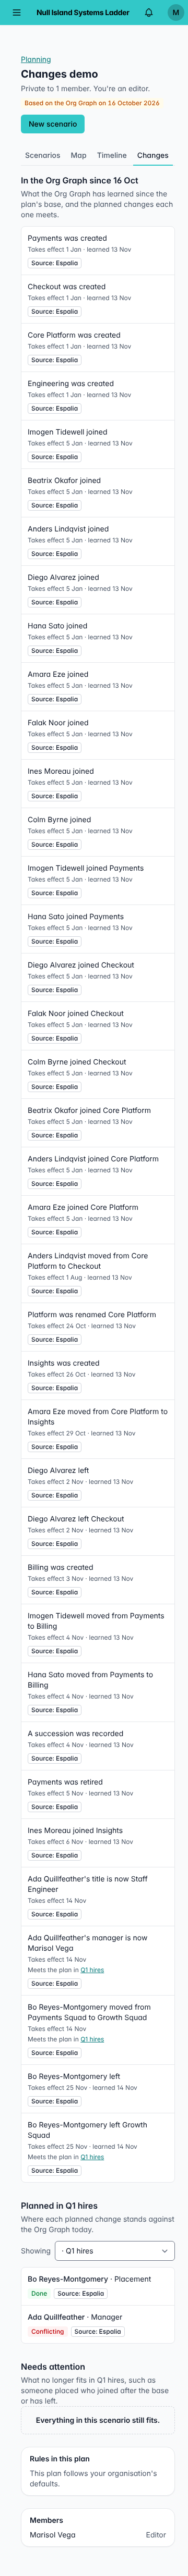 Null Island Systems Ladder
M
Planning
Changes demo
Private to 1 member. You're an editor.
Based on the Org Graph on 16 October 2026
New scenario
Scenarios Map Timeline Changes
In the Org Graph since 16 Oct
What the Org Graph has learned since the
plan's base, and the planned changes each
one meets.
Payments was created
Takes effect 1 Jan · learned 13 Nov
Source: Espalia
Checkout was created
Takes effect 1 Jan · learned 13 Nov
Source: Espalia
Core Platform was created
Takes effect 1 Jan · learned 13 Nov
Source: Espalia
Engineering was created
Takes effect 1 Jan · learned 13 Nov
Source: Espalia
Imogen Tidewell joined
Takes effect 5 Jan · learned 13 Nov
Source: Espalia
Beatrix Okafor joined
Takes effect 5 Jan · learned 13 Nov
Source: Espalia
Anders Lindqvist joined
Takes effect 5 Jan · learned 13 Nov
Source: Espalia
Diego Alvarez joined
Takes effect 5 Jan · learned 13 Nov
Source: Espalia
Hana Sato joined
Takes effect 5 Jan · learned 13 Nov
Source: Espalia
Amara Eze joined
Takes effect 5 Jan · learned 13 Nov
Source: Espalia
Falak Noor joined
Takes effect 5 Jan · learned 13 Nov
Source: Espalia
Ines Moreau joined
Takes effect 5 Jan · learned 13 Nov
Source: Espalia
Colm Byrne joined
Takes effect 5 Jan · learned 13 Nov
Source: Espalia
Imogen Tidewell joined Payments
Takes effect 5 Jan · learned 13 Nov
Source: Espalia
Hana Sato joined Payments
Takes effect 5 Jan · learned 13 Nov
Source: Espalia
Diego Alvarez joined Checkout
Takes effect 5 Jan · learned 13 Nov
Source: Espalia
Falak Noor joined Checkout
Takes effect 5 Jan · learned 13 Nov
Source: Espalia
Colm Byrne joined Checkout
Takes effect 5 Jan · learned 13 Nov
Source: Espalia
Beatrix Okafor joined Core Platform
Takes effect 5 Jan · learned 13 Nov
Source: Espalia
Anders Lindqvist joined Core Platform
Takes effect 5 Jan · learned 13 Nov
Source: Espalia
Amara Eze joined Core Platform
Takes effect 5 Jan · learned 13 Nov
Source: Espalia
Anders Lindqvist moved from Core
Platform to Checkout
Takes effect 1 Aug · learned 13 Nov
Source: Espalia
Platform was renamed Core Platform
Takes effect 24 Oct · learned 13 Nov
Source: Espalia
Insights was created
Takes effect 26 Oct · learned 13 Nov
Source: Espalia
Amara Eze moved from Core Platform to
Insights
Takes effect 29 Oct · learned 13 Nov
Source: Espalia
Diego Alvarez left
Takes effect 2 Nov · learned 13 Nov
Source: Espalia
Diego Alvarez left Checkout
Takes effect 2 Nov · learned 13 Nov
Source: Espalia
Billing was created
Takes effect 3 Nov · learned 13 Nov
Source: Espalia
Imogen Tidewell moved from Payments
to Billing
Takes effect 4 Nov · learned 13 Nov
Source: Espalia
Hana Sato moved from Payments to
Billing
Takes effect 4 Nov · learned 13 Nov
Source: Espalia
A succession was recorded
Takes effect 4 Nov · learned 13 Nov
Source: Espalia
Payments was retired
Takes effect 5 Nov · learned 13 Nov
Source: Espalia
Ines Moreau joined Insights
Takes effect 6 Nov · learned 13 Nov
Source: Espalia
Ada Quillfeather's title is now Staff
Engineer
Takes effect 14 Nov
Source: Espalia
Ada Quillfeather's manager is now
Marisol Vega
Takes effect 14 Nov
Meets the plan in Q1 hires
Source: Espalia
Bo Reyes-Montgomery moved from
Payments Squad to Growth Squad
Takes effect 14 Nov
Meets the plan in Q1 hires
Source: Espalia
Bo Reyes-Montgomery left
Takes effect 25 Nov · learned 14 Nov
Source: Espalia
Bo Reyes-Montgomery left Growth
Squad
Takes effect 25 Nov · learned 14 Nov
Meets the plan in Q1 hires
Source: Espalia
Planned in Q1 hires
Where each planned change stands against
the Org Graph today.
Showing · Q1 hires
Bo Reyes-Montgomery · Placement
Done Source: Espalia
Ada Quillfeather · Manager
Conflicting Source: Espalia
Needs attention
What no longer fits in Q1 hires, such as
someone placed who joined after the base
or has left.
Everything in this scenario still fits.
Rules in this plan
This plan follows your organisation's
defaults.
Members
Marisol Vega Editor